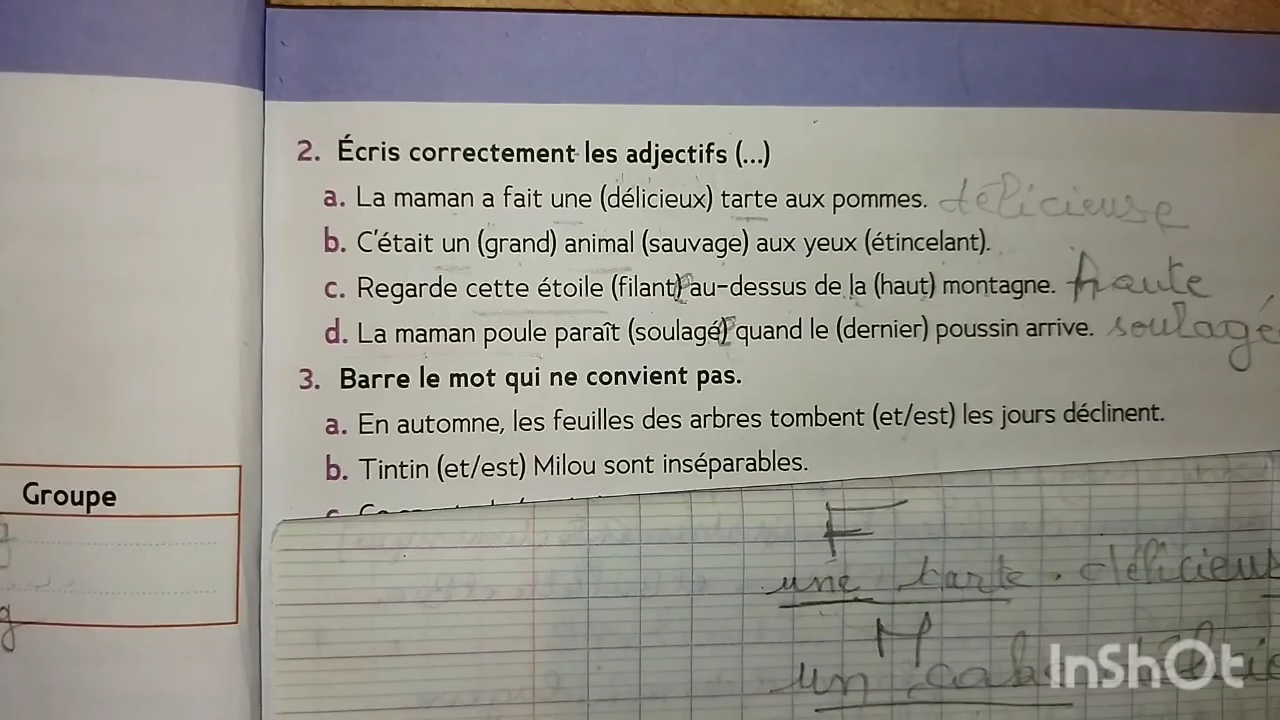 2. Écris correctement les adjectifs (...)
a. La maman a fait une (délicieux) tarte aux pommes. délicieuse
b. C'était un (grand) animal (sauvage) aux yeux (étincelant).
c. Regarde cette étoile (filant)e au-dessus de la (haut) montagne. haute
d. La maman poule paraît (soulagé)e quand le (dernier) poussin arrive. soulagé
3. Barre le mot qui ne convient pas.
a. En automne, les feuilles des arbres tombent (et/est) les jours déclinent.
b. Tintin (et/est) Milou sont inséparables.
Groupe
g
F
une tarte. délicieus
M
un
InShOt